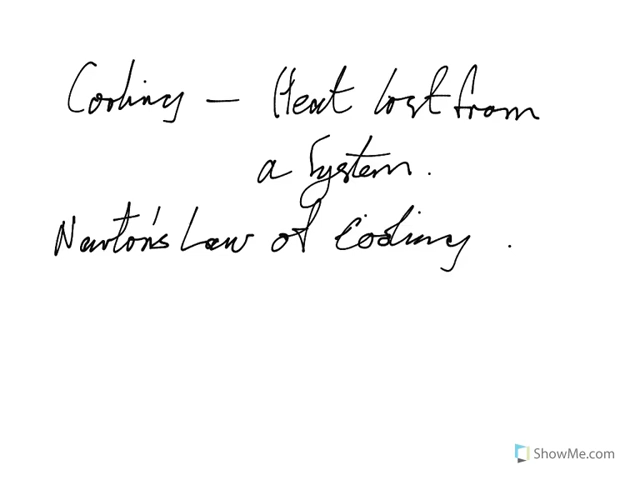 Cooling – Heat lost from
a System.
Newton's Law of Cooling.
ShowMe.com